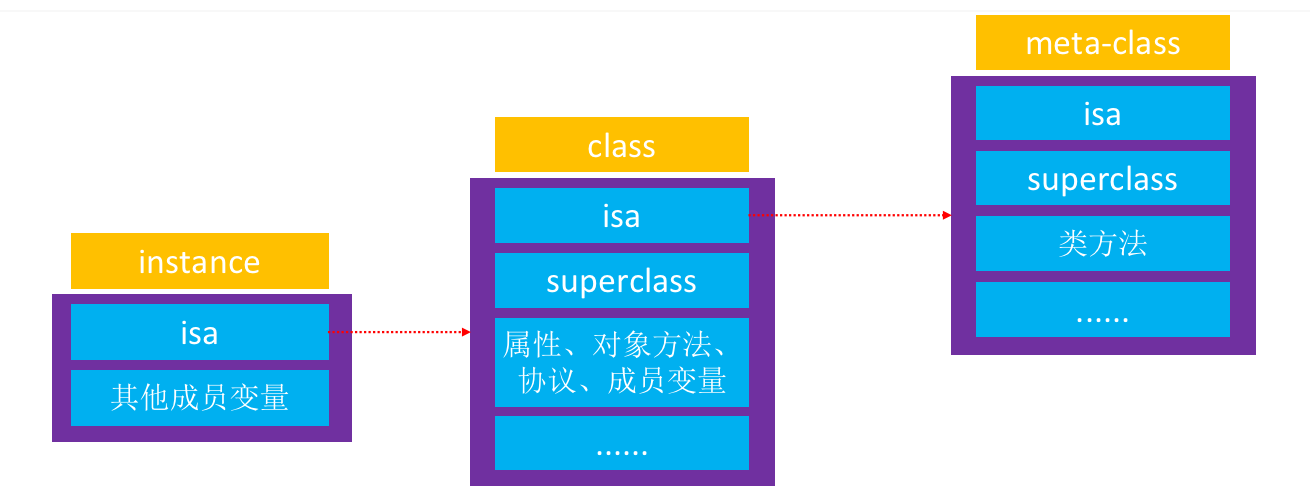 instance
isa
其他成员变量
class
isa
superclass
属性、对象方法、
协议、成员变量
......
meta-class
isa
superclass
类方法
......